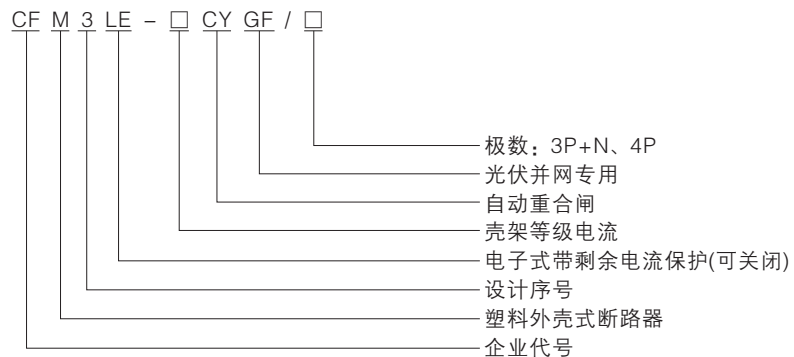 CF M 3 LE - □ CY GF / □
极数：3P+N、4P
光伏并网专用
自动重合闸
壳架等级电流
电子式带剩余电流保护(可关闭)
设计序号
塑料外壳式断路器
企业代号